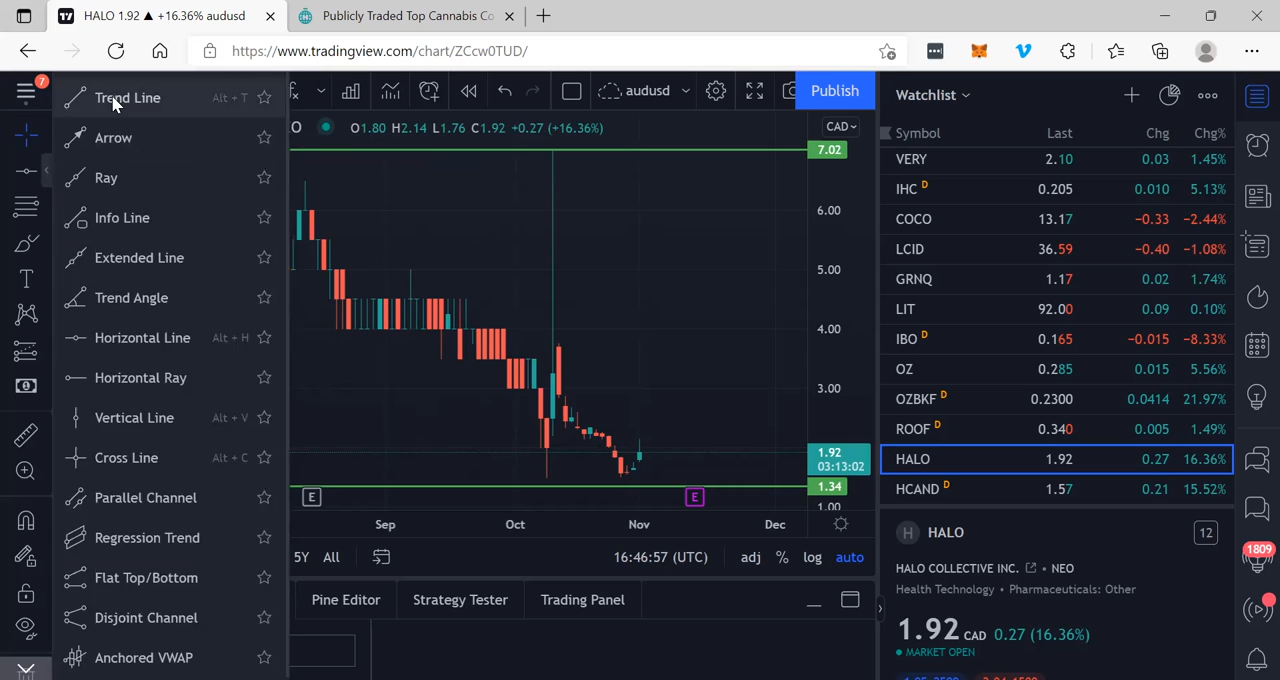 HALO 1.92 ▲ +16.36% audusd
Publicly Traded Top Cannabis Co
https://www.tradingview.com/chart/ZCcw0TUD/
7
Trend Line Alt + T
Arrow
Ray
Info Line
Extended Line
Trend Angle
Horizontal Line Alt + H
Horizontal Ray
Vertical Line Alt + V
Cross Line Alt + C
Parallel Channel
Regression Trend
Flat Top/Bottom
Disjoint Channel
Anchored VWAP
audusd
Publish
O O1.80 H2.14 L1.76 C1.92 +0.27 (+16.36%)
CAD
7.02
6.00
5.00
4.00
3.00
1.92
03:13:02
1.34
1.00
E E
Sep Oct Nov Dec
5Y All 16:46:57 (UTC) adj % log auto
Pine Editor Strategy Tester Trading Panel
Watchlist
Symbol Last Chg Chg%
VERY 2.10 0.03 1.45%
IHC D 0.205 0.010 5.13%
COCO 13.17 −0.33 −2.44%
LCID 36.59 −0.40 −1.08%
GRNQ 1.17 0.02 1.74%
LIT 92.00 0.09 0.10%
IBO D 0.165 −0.015 −8.33%
OZ 0.285 0.015 5.56%
OZBKF D 0.2300 0.0414 21.97%
ROOF D 0.340 0.005 1.49%
HALO 1.92 0.27 16.36%
HCAND D 1.57 0.21 15.52%
H HALO 12
HALO COLLECTIVE INC. • NEO
Health Technology • Pharmaceuticals: Other
1.92 CAD 0.27 (16.36%)
MARKET OPEN
1809